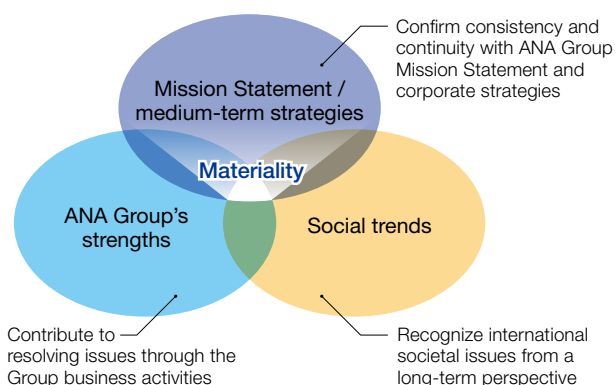 Confirm consistency and
continuity with ANA Group
Mission Statement and
corporate strategies
Mission Statement /
medium-term strategies
Materiality
ANA Group's
strengths
Social trends
Contribute to
resolving issues through the
Group business activities
Recognize international
societal issues from a
long-term perspective